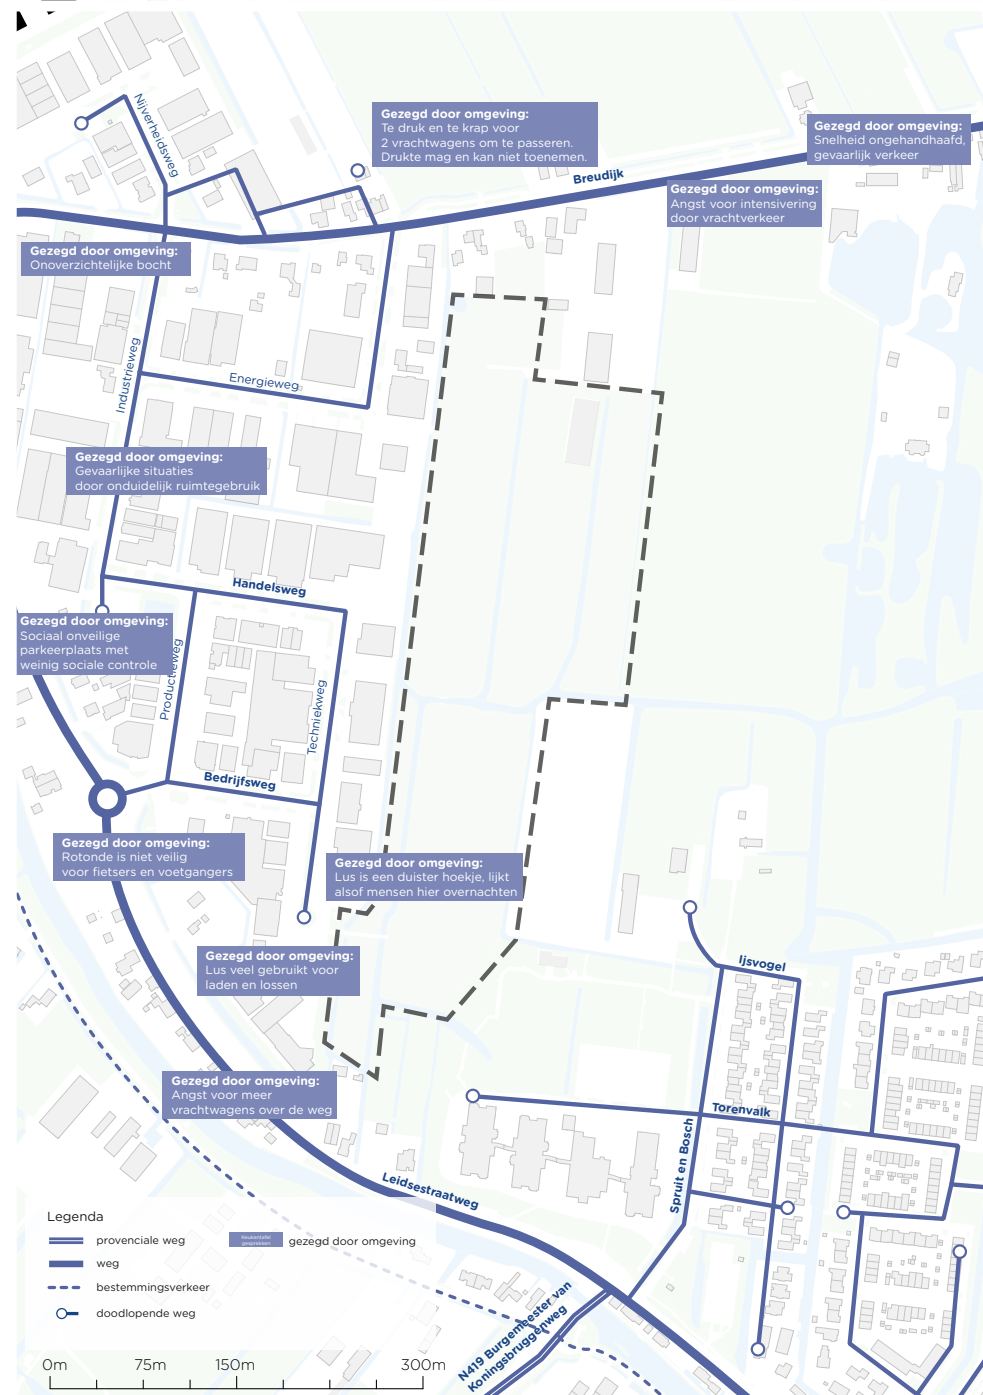 Nijverheidsweg
Gezegd door omgeving:
Te druk en te krap voor
2 vrachtwagens om te passeren.
Drukte mag en kan niet toenemen.
Gezegd door omgeving:
Snelheid ongehandhaafd,
gevaarlijk verkeer
Breudijk
Gezegd door omgeving:
Angst voor intensivering
door vrachtverkeer
Gezegd door omgeving:
Onoverzichtelijke bocht
Industrieweg
Energieweg
Gezegd door omgeving:
Gevaarlijke situaties
door onduidelijk ruimtegebruik
Handelsweg
Gezegd door omgeving:
Sociaal onveilige
parkeerplaats met
weinig sociale controle
Productieweg
Techniekweg
Bedrijfsweg
Gezegd door omgeving:
Rotonde is niet veilig
voor fietsers en voetgangers
Gezegd door omgeving:
Lus is een duister hoekje, lijkt
alsof mensen hier overnachten
Gezegd door omgeving:
Lus veel gebruikt voor
laden en lossen
Ijsvogel
Gezegd door omgeving:
Angst voor meer
vrachtwagens over de weg
Torenvalk
Spruit en Bosch
Leidsestraatweg
N419 Burgemeester van
Koningsbruggenweg
Legenda
provenciale weg
weg
bestemmingsverkeer
doodlopende weg
Keukentafel
gesprekken
gezegd door omgeving
0m 75m 150m 300m